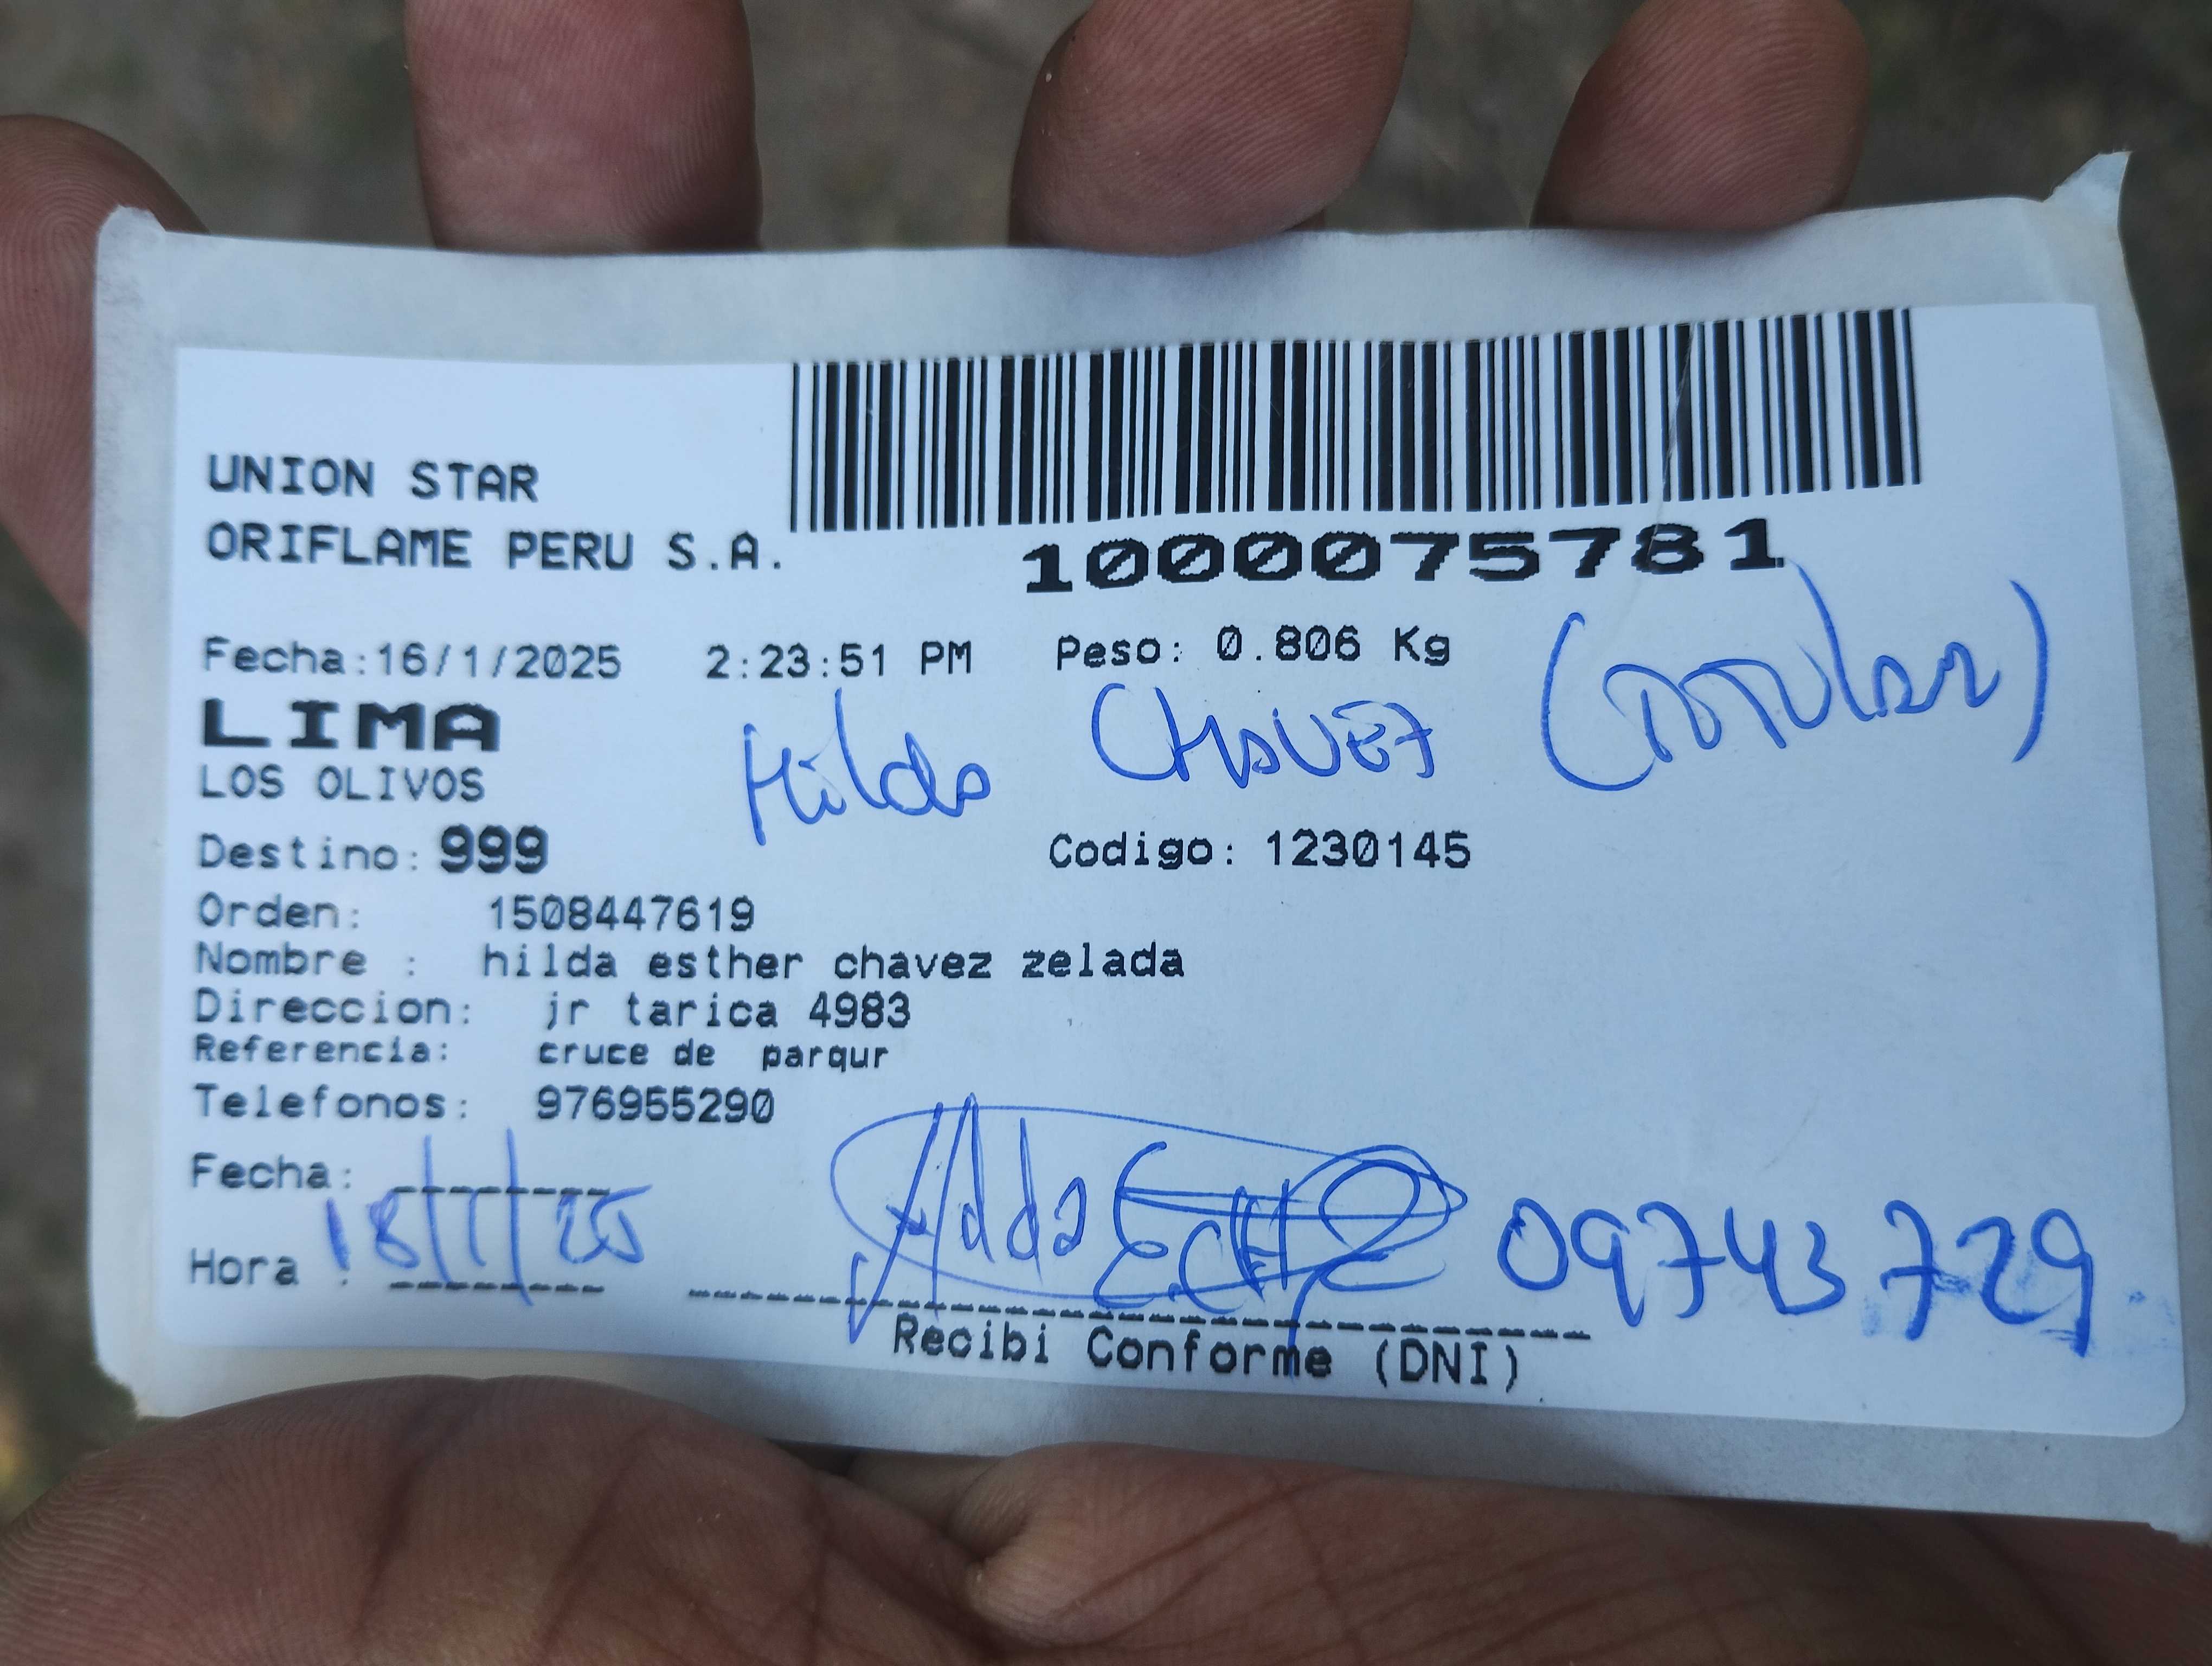 UNION STAR
ORIFLAME PERU S.A.
1000075781
Fecha:16/1/2025 2:23:51 PM Peso: 0.806 Kg
LIMA
Hilda CHAVEZ (TITULAR)
LOS OLIVOS
Destino: 999 Codigo: 1230145
Orden: 1508447619
Nombre : hilda esther chavez zelada
Direccion: jr tarica 4983
Referencia: cruce de parqur
Telefonos: 976955290
Fecha:
Hora : 18/1/25
09743729
Recibi Conforme (DNI)